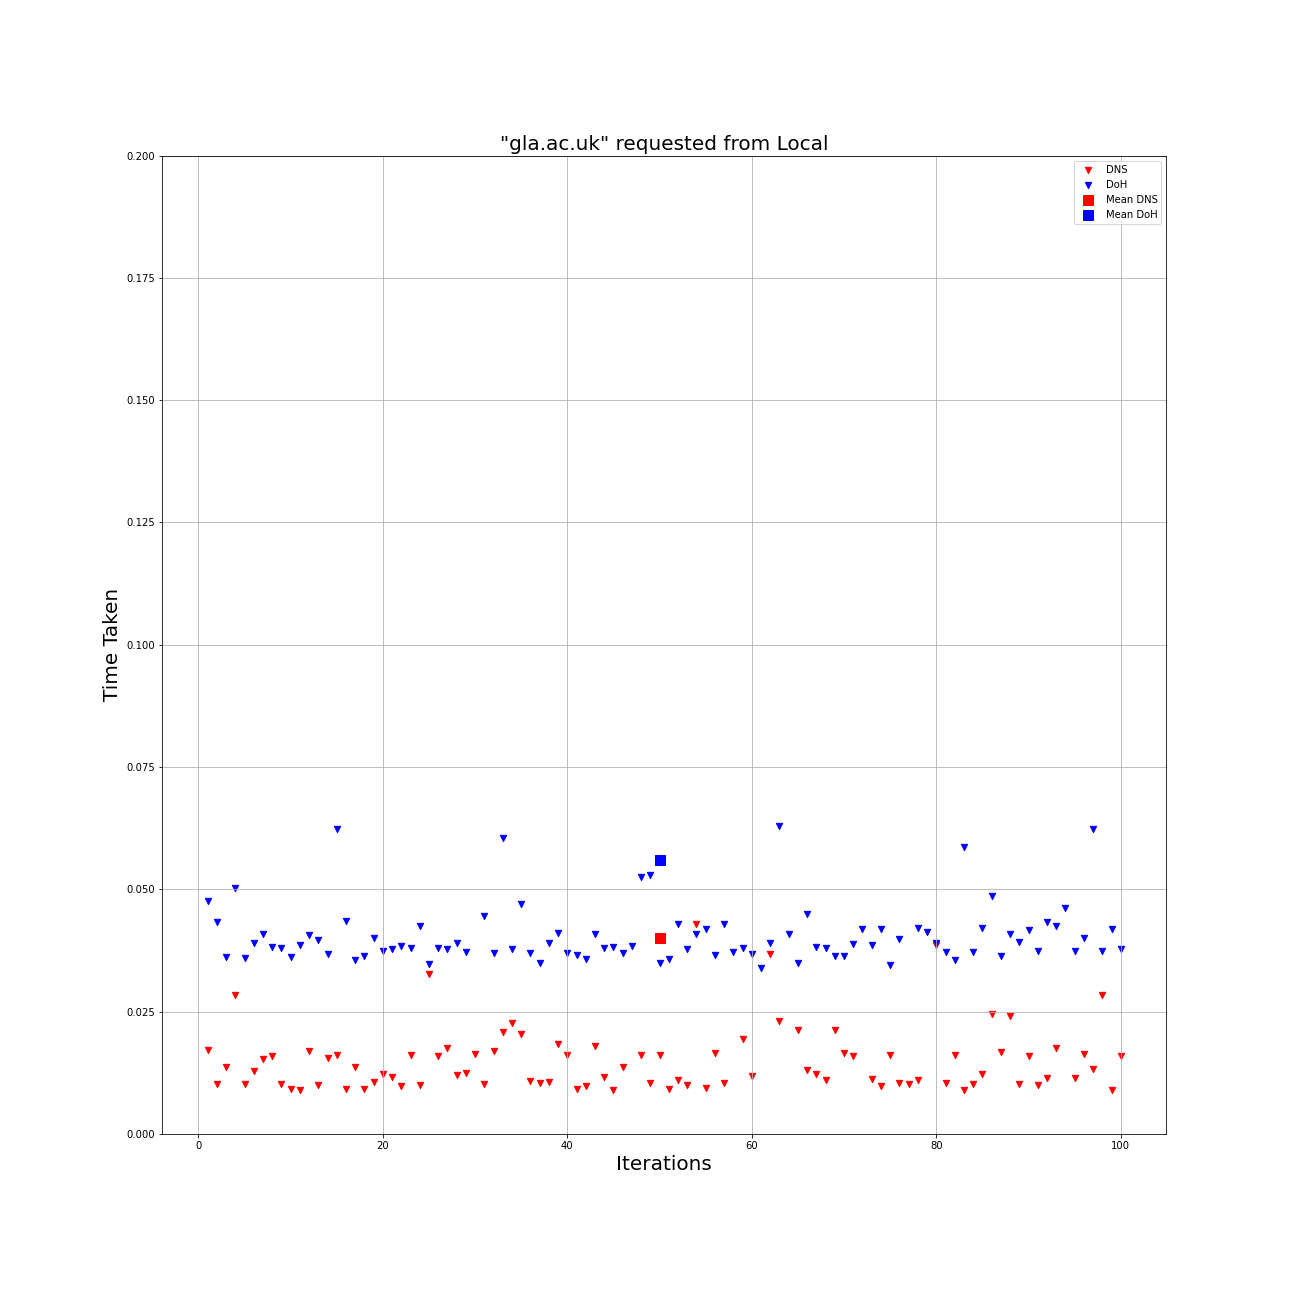 "gla.ac.uk" requested from Local
DNS
DoH
Mean DNS
Mean DoH
0.200
0.175
0.150
0.125
0.100
0.075
0.050
0.025
0.000
Time Taken
0 20 40 60 80 100
Iterations